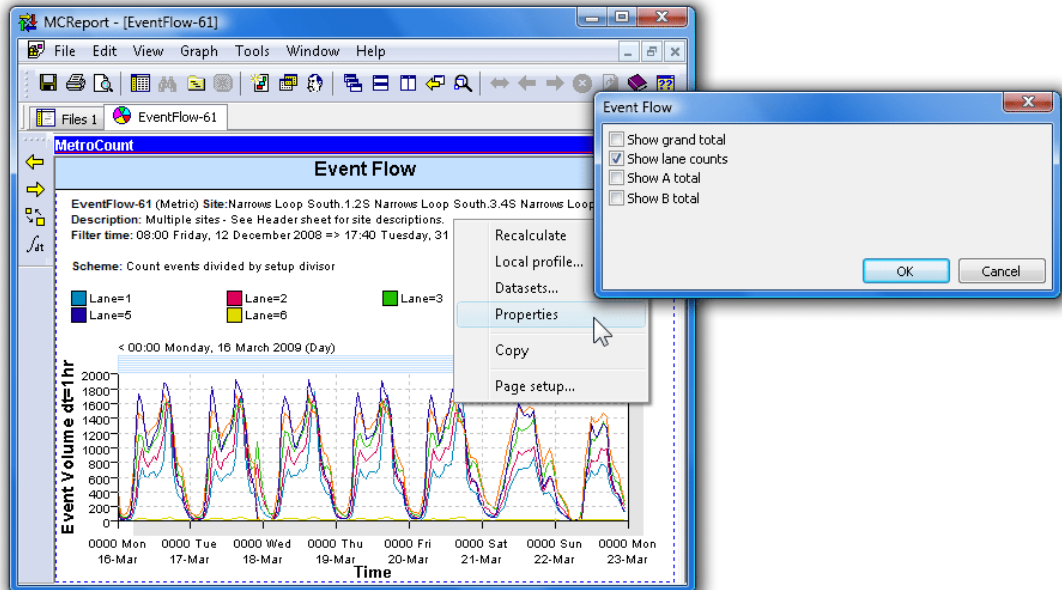 MCReport - [EventFlow-61]
File Edit View Graph Tools Window Help
Files 1 EventFlow-61
MetroCount
Event Flow
EventFlow-61 (Metric) Site:Narrows Loop South.1.2S Narrows Loop South.3.4S Narrows Loop
Description: Multiple sites - See Header sheet for site descriptions.
Filter time: 08:00 Friday, 12 December 2008 => 17:40 Tuesday, 31
Scheme: Count events divided by setup divisor
Lane=1 Lane=2 Lane=3
Lane=5 Lane=6
< 00:00 Monday, 16 March 2009 (Day)
Event Volume dt=1hr
2000
1800
1600
1400
1200
1000
800
600
400
200
0
0000 Mon 0000 Tue 0000 Wed 0000 Thu 0000 Fri 0000 Sat 0000 Sun 0000 Mon
16-Mar 17-Mar 18-Mar 19-Mar 20-Mar 21-Mar 22-Mar 23-Mar
Time
Recalculate
Local profile...
Datasets...
Properties
Copy
Page setup...
Event Flow
Show grand total
Show lane counts
Show A total
Show B total
OK Cancel
∫dt